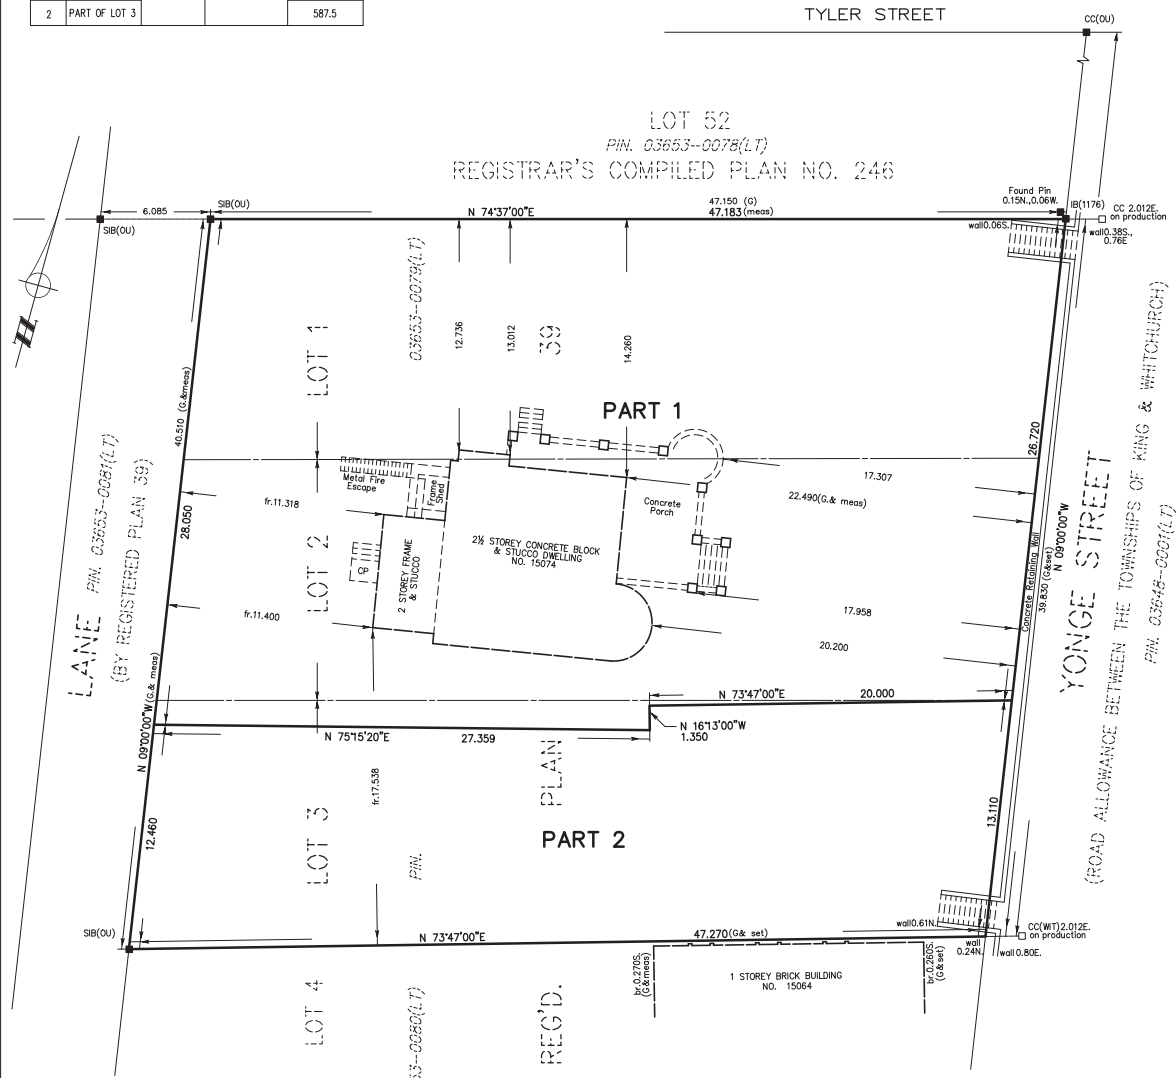 2 PART OF LOT 3 587.5
TYLER STREET
CC(OU)
LOT 52
PIN. 03653-0078(LT)
REGISTRAR'S COMPILED PLAN NO. 246
Found Pin
0.15N.,0.06W.
IB(1176)
CC 2.012E.
on production
SIB(OU)
6.085
SIB(OU)
N 74°37'00"E
47.150 (G)
47.183 (meas)
wall0.06S.
wall0.38S.,
0.76E
03653-0079(LT)
LOT 1
12.736
13.012
39
14.260
40.510 (G.&meas)
PART 1
26.720
LANE PIN. 03653-0081(LT)
(BY REGISTERED PLAN 39)
28.050
fr.11.318
Metal Fire
Escape
Frame
Shed
Concrete
Porch
17.307
22.490(G.& meas)
2½ STOREY CONCRETE BLOCK
& STUCCO DWELLING
NO. 15074
2 STOREY FRAME
& STUCCO
CP
LOT 2
fr.11.400
17.958
20.200
Concrete Retaining Wall
39.830 (G.&set)
N 09°00'00"W
YONGE STREET
(ROAD ALLOWANCE BETWEEN THE TOWNSHIPS OF KING & WHITCHURCH)
PIN. 03648-0001(LT)
N 73°47'00"E 20.000
N 16°13'00"W
1.350
N 75°15'20"E 27.359
N 09°00'00"W(G.& meas)
12.460
fr.17.538
PLAN
LOT 3
PIN.
PART 2
13.110
SIB(OU)
N 73°47'00"E
47.270(G& set)
wall0.61N.
wall
0.24N.
wall 0.80E.
CC(WIT)2.012E.
on production
br.0.270S.
(G.&meas)
br.0.260S.
(G.&set)
1 STOREY BRICK BUILDING
NO. 15064
LOT 4
53-0080(LT)
REG'D.